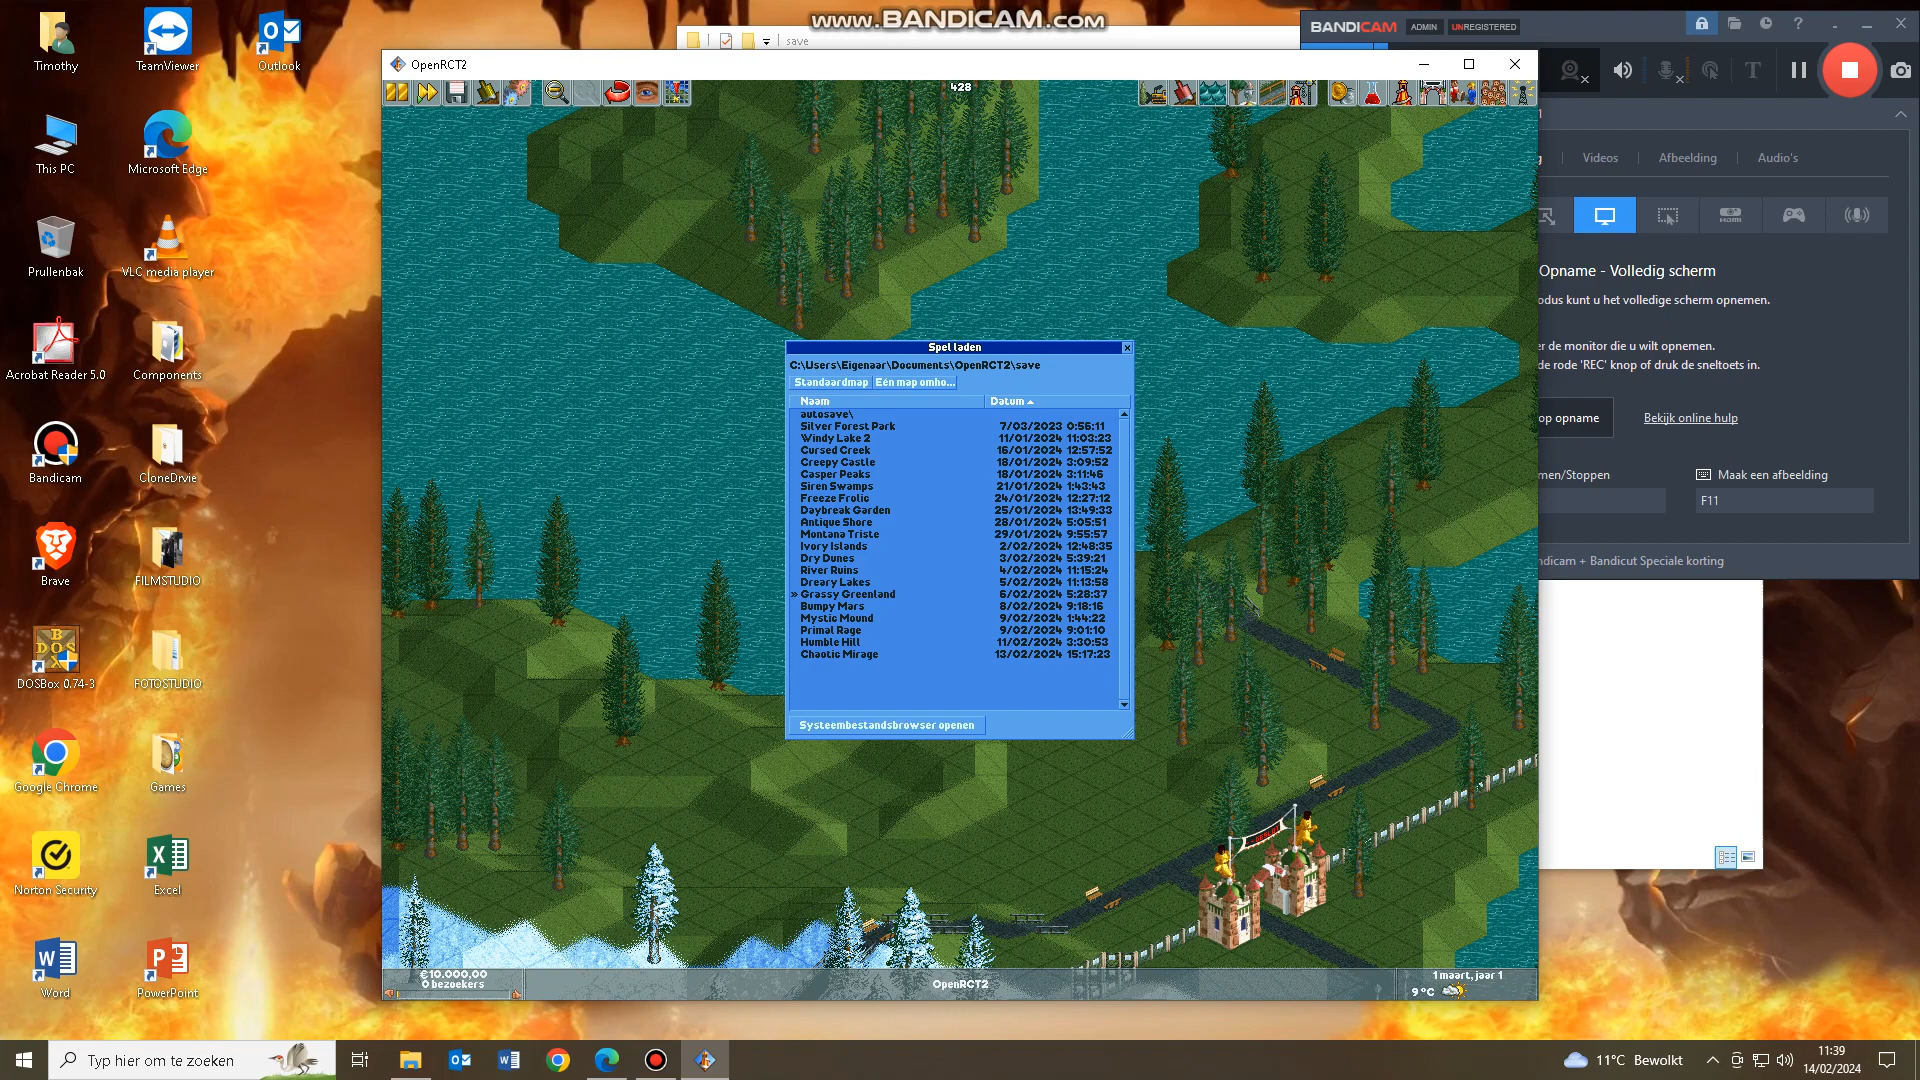 www.BANDICAM.com
save
BANDICAM
ADMIN
UNREGISTERED
OpenRCT2
428
Videos
Afbeelding
Audio's
Opname - Volledig scherm
odus kunt u het volledige scherm opnemen.
er de monitor die u wilt opnemen.
de rode 'REC' knop of druk de sneltoets in.
op opname
Bekijk online hulp
men/Stoppen
Maak een afbeelding
F11
ndicam + Bandicut Speciale korting
Spel laden
C:\Users\Eigenaar\Documents\OpenRCT2\save
Standaardmap
Eén map omho...
Naam
Datum
autosave\
Silver Forest Park 7/03/2023 0:56:11
Windy Lake 2 11/01/2024 11:03:23
Cursed Creek 16/01/2024 12:57:52
Creepy Castle 18/01/2024 3:09:52
Casper Peaks 18/01/2024 3:11:46
Siren Swamps 21/01/2024 1:43:43
Freeze Frolic 24/01/2024 12:27:12
Daybreak Garden 25/01/2024 13:49:33
Antique Shore 28/01/2024 5:05:51
Montana Triste 29/01/2024 9:55:57
Ivory Islands 2/02/2024 12:48:35
Dry Dunes 3/02/2024 5:39:21
River Ruins 4/02/2024 11:15:24
Dreary Lakes 5/02/2024 11:13:58
» Grassy Greenland 6/02/2024 5:28:37
Bumpy Mars 8/02/2024 9:18:16
Mystic Mound 9/02/2024 1:44:22
Primal Rage 9/02/2024 9:01:10
Humble Hill 11/02/2024 3:30:53
Chaotic Mirage 13/02/2024 15:17:23
Systeembestandsbrowser openen
€10.000,00
0 bezoekers
OpenRCT2
1 maart, jaar 1
9°C
Timothy
TeamViewer
Outlook
This PC
Microsoft Edge
Prullenbak
VLC media player
Acrobat Reader 5.0
Components
Bandicam
CloneDrvie
Brave
FILMSTUDIO
DOSBox 0.74-3
FOTOSTUDIO
Google Chrome
Games
Norton Security
Excel
Word
PowerPoint
Typ hier om te zoeken
11°C Bewolkt
11:39
14/02/2024